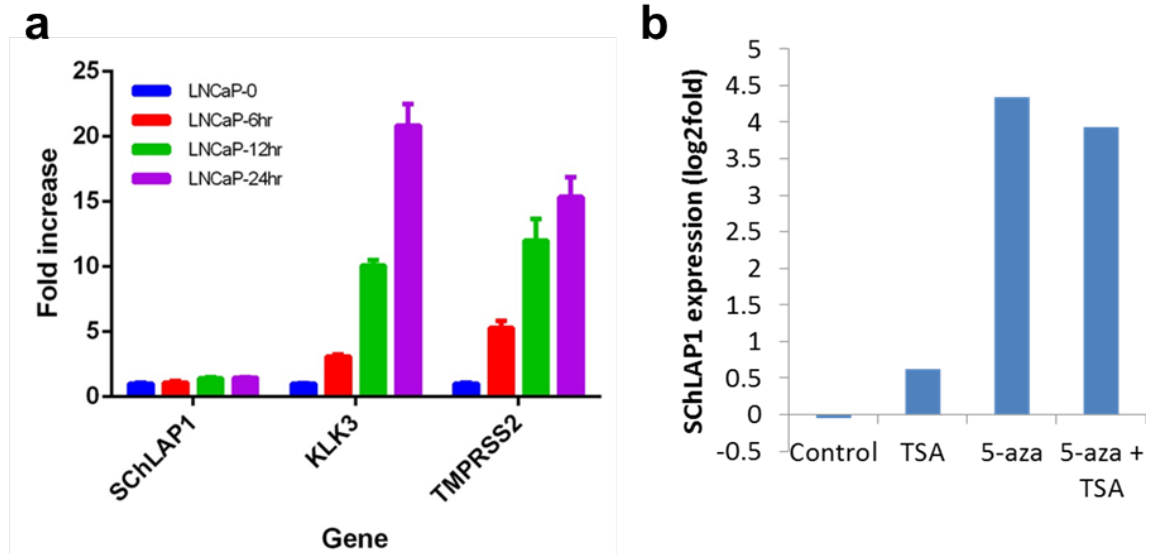 a
Fold increase
25
20
15
10
5
0
LNCaP-0
LNCaP-6hr
LNCaP-12hr
LNCaP-24hr
SChLAP1
KLK3
TMPRSS2
Gene
b
SChLAP1 expression (log2fold)
5
4.5
4
3.5
3
2.5
2
1.5
1
0.5
0
-0.5
Control
TSA
5-aza
5-aza +
TSA